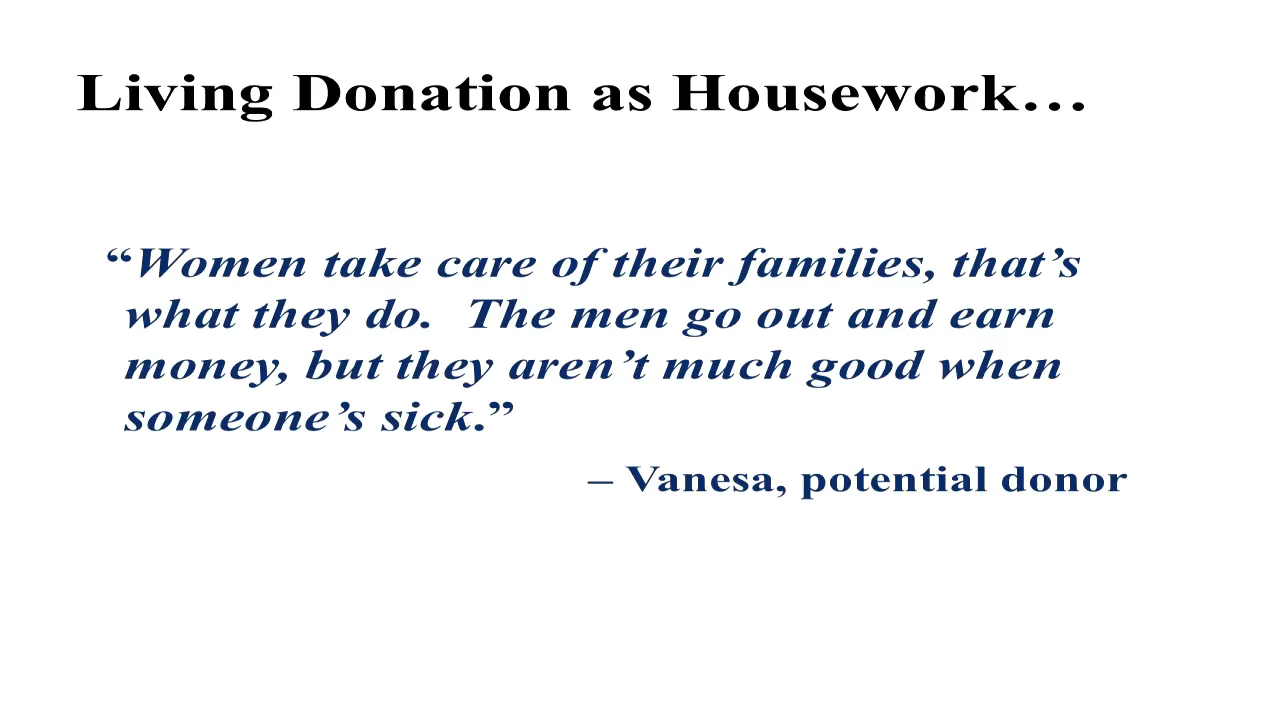 Living Donation as Housework…
“Women take care of their families, that’s
what they do.  The men go out and earn
money, but they aren’t much good when
someone’s sick.”
– Vanesa, potential donor